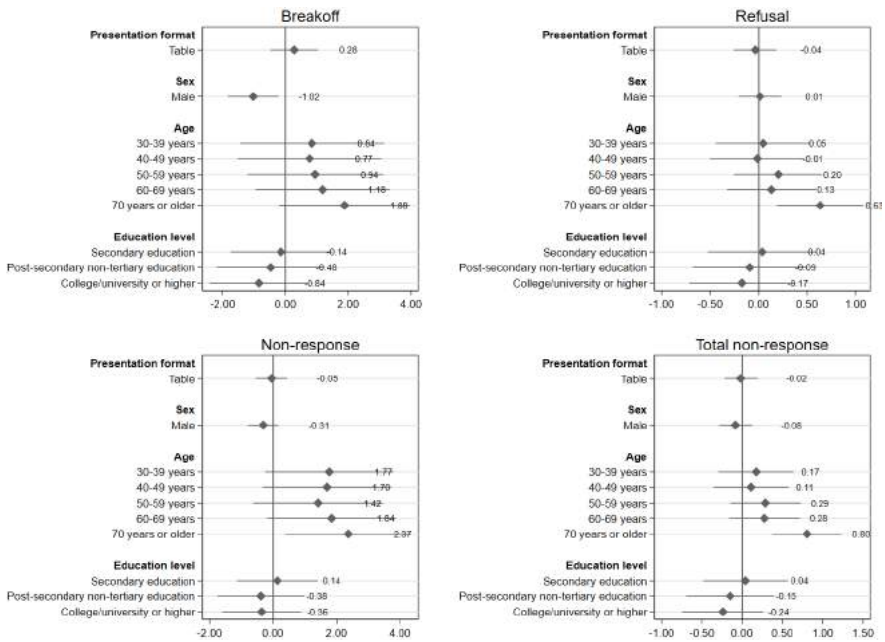 Breakoff
Presentation format
Table 0.28
Sex
Male -1.02
Age
30-39 years 0.84
40-49 years 0.77
50-59 years 0.94
60-69 years 1.18
70 years or older 1.88
Education level
Secondary education -0.14
Post-secondary non-tertiary education -0.48
College/university or higher -0.84
-2.00 0.00 2.00 4.00
Refusal
Presentation format
Table -0.04
Sex
Male 0.01
Age
30-39 years 0.05
40-49 years -0.01
50-59 years 0.20
60-69 years 0.13
70 years or older 0.63
Education level
Secondary education 0.04
Post-secondary non-tertiary education -0.09
College/university or higher -0.17
-1.00 -0.50 0.00 0.50 1.00
Non-response
Presentation format
Table -0.05
Sex
Male -0.31
Age
30-39 years 1.77
40-49 years 1.70
50-59 years 1.42
60-69 years 1.84
70 years or older 2.37
Education level
Secondary education 0.14
Post-secondary non-tertiary education -0.38
College/university or higher -0.36
-2.00 0.00 2.00 4.00
Total non-response
Presentation format
Table -0.02
Sex
Male -0.08
Age
30-39 years 0.17
40-49 years 0.11
50-59 years 0.29
60-69 years 0.28
70 years or older 0.80
Education level
Secondary education 0.04
Post-secondary non-tertiary education -0.15
College/university or higher -0.24
-1.00 -0.50 0.00 0.50 1.00 1.50